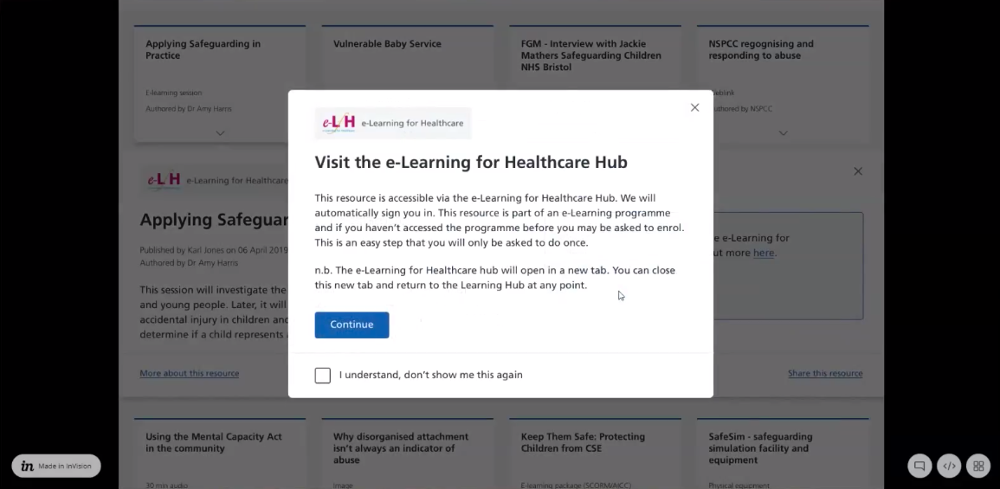 Applying Safeguarding in
Practice
E-learning session
Authored by Dr Amy Harris
Vulnerable Baby Service
FGM - Interview with Jackie
Mathers Safeguarding Children
NHS Bristol
NSPCC regognising and
responding to abuse
eblink
uthored by NSPCC
e-LfH e-Learning for Healthcare
Visit the e-Learning for Healthcare Hub
This resource is accessible via the e-Learning for Healthcare Hub. We will
automatically sign you in. This resource is part of an e-Learning programme
and if you haven't accessed the programme before you may be asked to enrol.
This is an easy step that you will only be asked to do once.
n.b. The e-Learning for Healthcare hub will open in a new tab. You can close
this new tab and return to the Learning Hub at any point.
Continue
I understand, don't show me this again
e-LfH e-Learning for Healthcare
Applying Safeguar
Published by Karl Jones on 06 April 2019
Authored by Dr Amy Harris
This session will investigate the
and young people. Later, it will
accidental injury in children and
determine if a child represents
e e-Learning for
ut more here.
More about this resource
Share this resource
Using the Mental Capacity Act
in the community
30 min audio
Why disorganised attachment
isn't always an indicator of
abuse
Image
Keep Them Safe: Protecting
Children from CSE
E-learning package (SCORM/AICC)
SafeSim - safeguarding
simulation facility and
equipment
Physical equipment
in Made in InVision